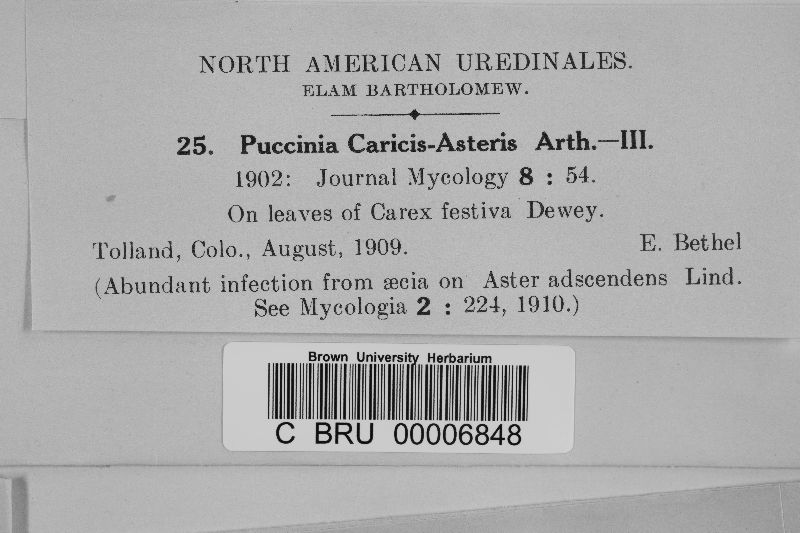 NORTH AMERICAN UREDINALES.
ELAM BARTHOLOMEW.
25. Puccinia Caricis-Asteris Arth.—III.
1902: Journal Mycology 8 : 54.
On leaves of Carex festiva Dewey.
Tolland, Colo., August, 1909. E. Bethel
(Abundant infection from æcia on Aster adscendens Lind.
See Mycologia 2 : 224, 1910.)
Brown University Herbarium
C BRU 00006848